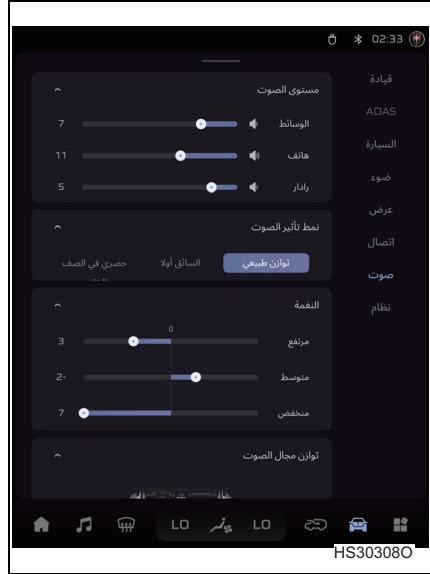 02:33
قيادة
ADAS
السيارة
ضوء
عرض
اتصال
صوت
نظام
مستوى الصوت
الوسائط 7
هاتف 11
رادار 5
نمط تأثير الصوت
توازن طبيعي السائق أولا حصري في الصف
النغمة
0
مرتفع 3
متوسط 2-
منخفض 7
توازن مجال الصوت
LO LO
HS30308O